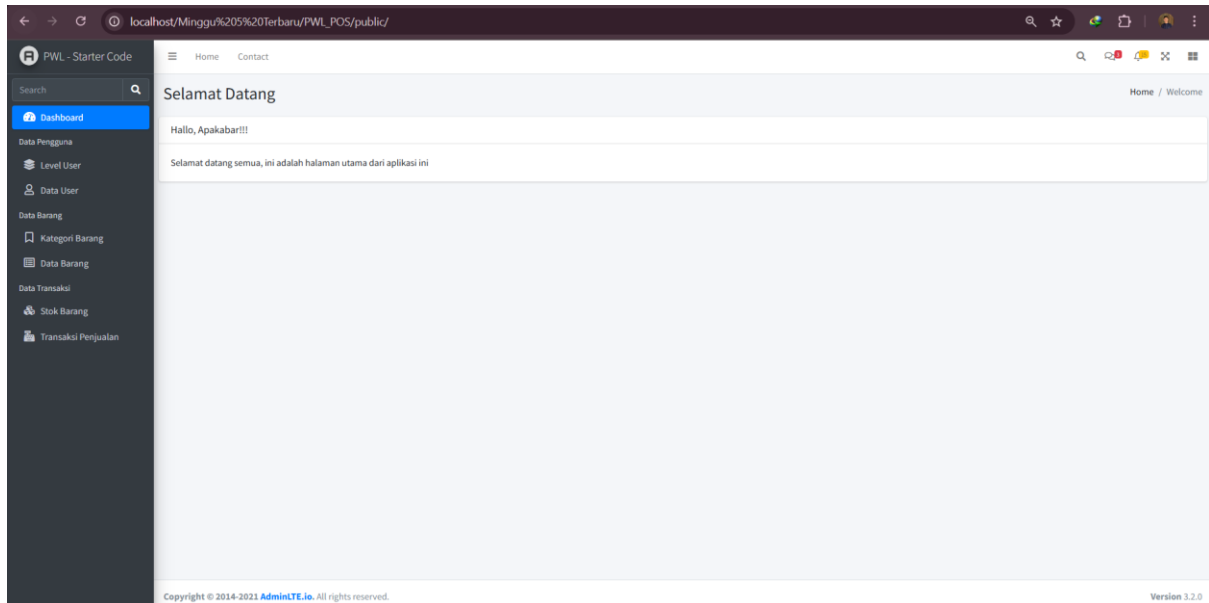 localhost/Minggu%205%20Terbaru/PWL_POS/public/
PWL - Starter Code
Home Contact
Search
Selamat Datang
Home / Welcome
Dashboard
Hallo, Apakabar!!!
Data Pengguna
Selamat datang semua, ini adalah halaman utama dari aplikasi ini
Level User
Data User
Data Barang
Kategori Barang
Data Barang
Data Transaksi
Stok Barang
Transaksi Penjualan
Copyright © 2014-2021 AdminLTE.io. All rights reserved.
Version 3.2.0